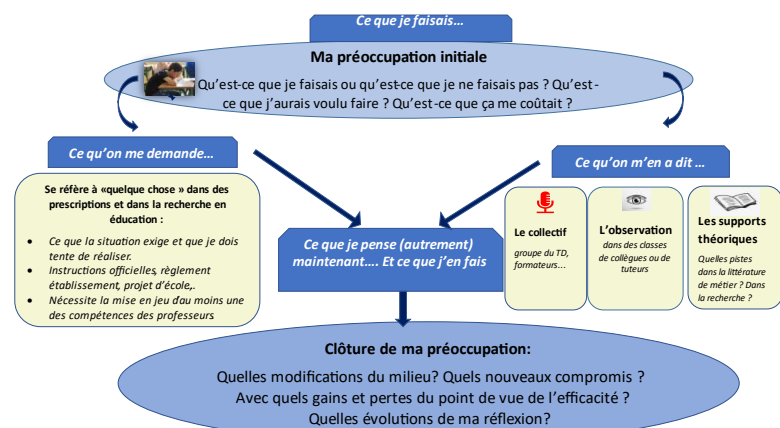 Ce que je faisais…
Ma préoccupation initiale
Qu'est-ce que je faisais ou qu'est-ce que je ne faisais pas ? Qu'est-
ce que j'aurais voulu faire ? Qu'est-ce que ça me coûtait ?
Ce qu'on me demande…
Se réfère à «quelque chose » dans des
prescriptions et dans la recherche en
éducation :
• Ce que la situation exige et que je dois
tente de réaliser.
• Instructions officielles, règlement
établissement, projet d'école,.
• Nécessite la mise en jeu d'au moins une
des compétences des professeurs
Ce que je pense (autrement)
maintenant…. Et ce que j'en fais
Ce qu'on m'en a dit …
Le collectif
groupe du TD,
formateurs…
L'observation
dans des classes
de collègues ou de
tuteurs
Les supports
théoriques
Quelles pistes
dans la littérature
de métier ? Dans
la recherche ?
Clôture de ma préoccupation:
Quelles modifications du milieu? Quels nouveaux compromis ?
Avec quels gains et pertes du point de vue de l'efficacité ?
Quelles évolutions de ma réflexion?